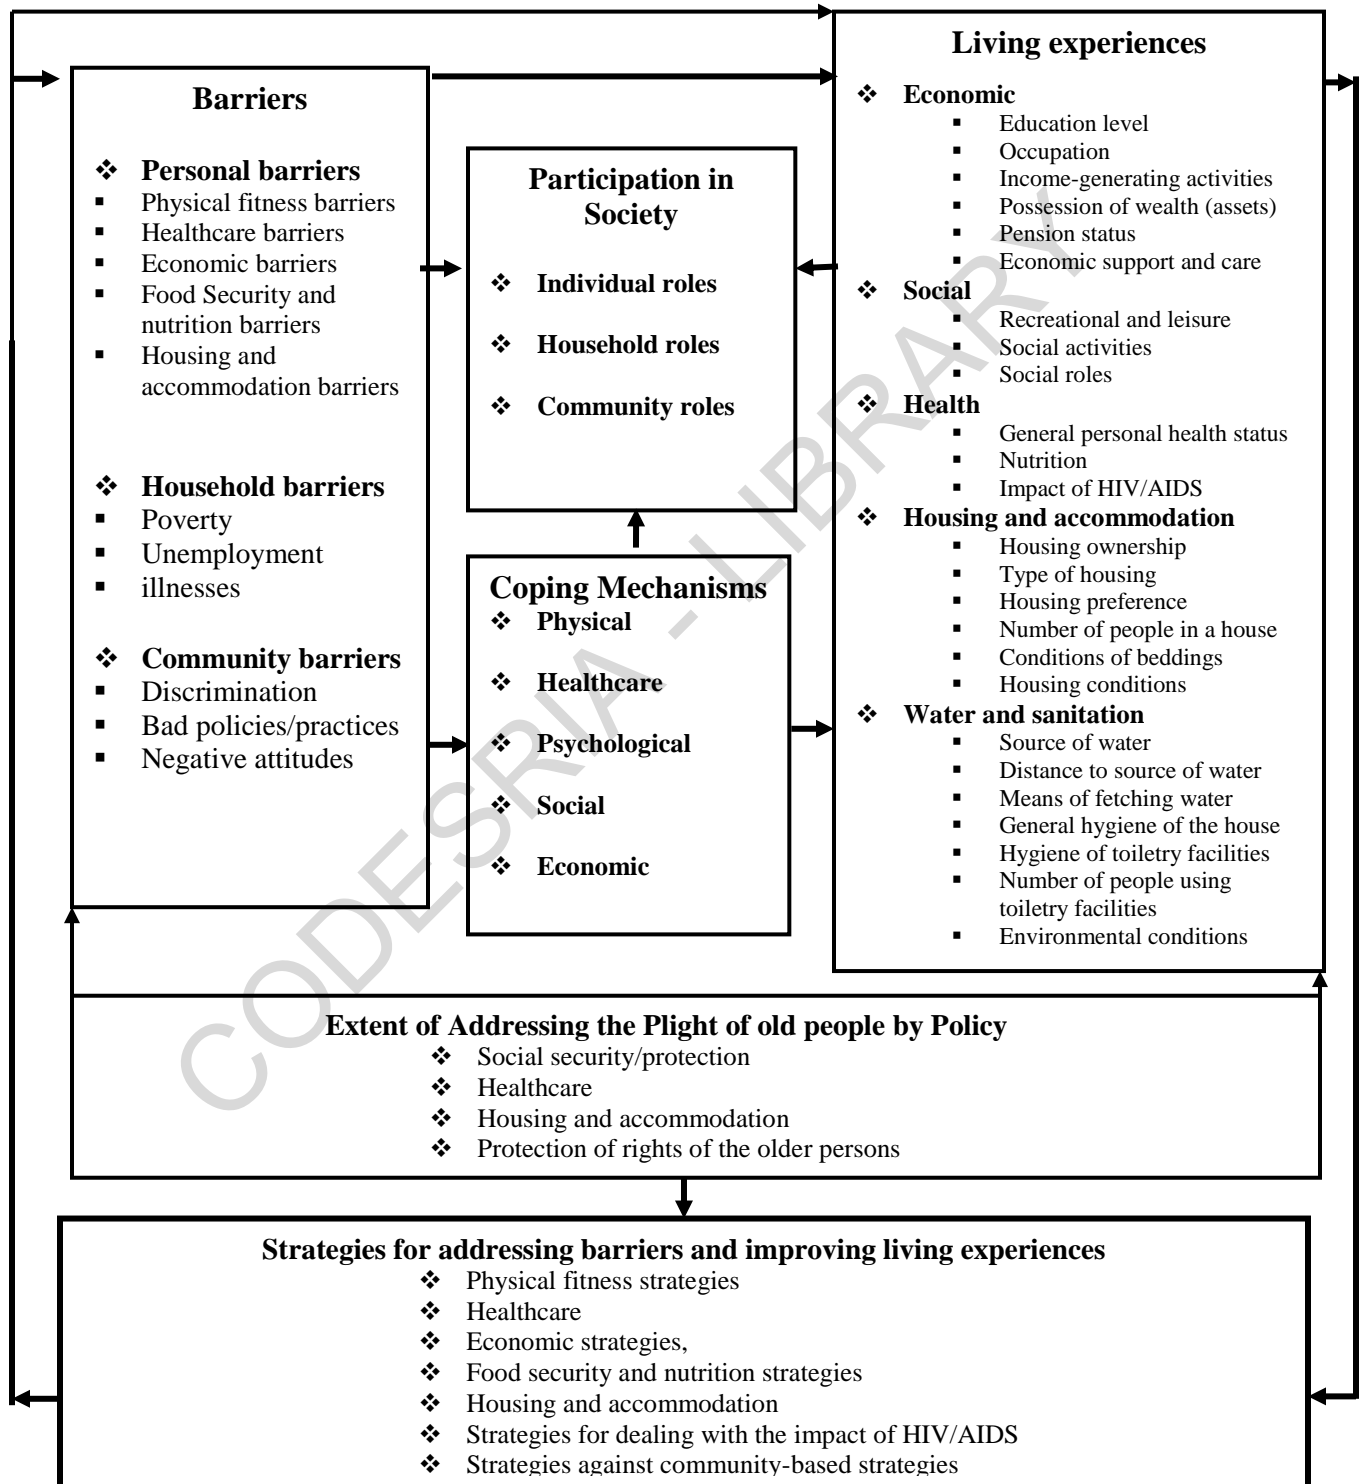 Barriers
❖ Personal barriers
▪ Physical fitness barriers
▪ Healthcare barriers
▪ Economic barriers
▪ Food Security and
nutrition barriers
▪ Housing and
accommodation barriers
❖ Household barriers
▪ Poverty
▪ Unemployment
▪ illnesses
❖ Community barriers
▪ Discrimination
▪ Bad policies/practices
▪ Negative attitudes
Participation in
Society
❖ Individual roles
❖ Household roles
❖ Community roles
Coping Mechanisms
❖ Physical
❖ Healthcare
❖ Psychological
❖ Social
❖ Economic
Living experiences
❖ Economic
▪ Education level
▪ Occupation
▪ Income-generating activities
▪ Possession of wealth (assets)
▪ Pension status
▪ Economic support and care
❖ Social
▪ Recreational and leisure
▪ Social activities
▪ Social roles
❖ Health
▪ General personal health status
▪ Nutrition
▪ Impact of HIV/AIDS
❖ Housing and accommodation
▪ Housing ownership
▪ Type of housing
▪ Housing preference
▪ Number of people in a house
▪ Conditions of beddings
▪ Housing conditions
❖ Water and sanitation
▪ Source of water
▪ Distance to source of water
▪ Means of fetching water
▪ General hygiene of the house
▪ Hygiene of toiletry facilities
▪ Number of people using
toiletry facilities
▪ Environmental conditions
Extent of Addressing the Plight of old people by Policy
❖ Social security/protection
❖ Healthcare
❖ Housing and accommodation
❖ Protection of rights of the older persons
Strategies for addressing barriers and improving living experiences
❖ Physical fitness strategies
❖ Healthcare
❖ Economic strategies,
❖ Food security and nutrition strategies
❖ Housing and accommodation
❖ Strategies for dealing with the impact of HIV/AIDS
❖ Strategies against community-based strategies
CODESRIA - LIBRARY